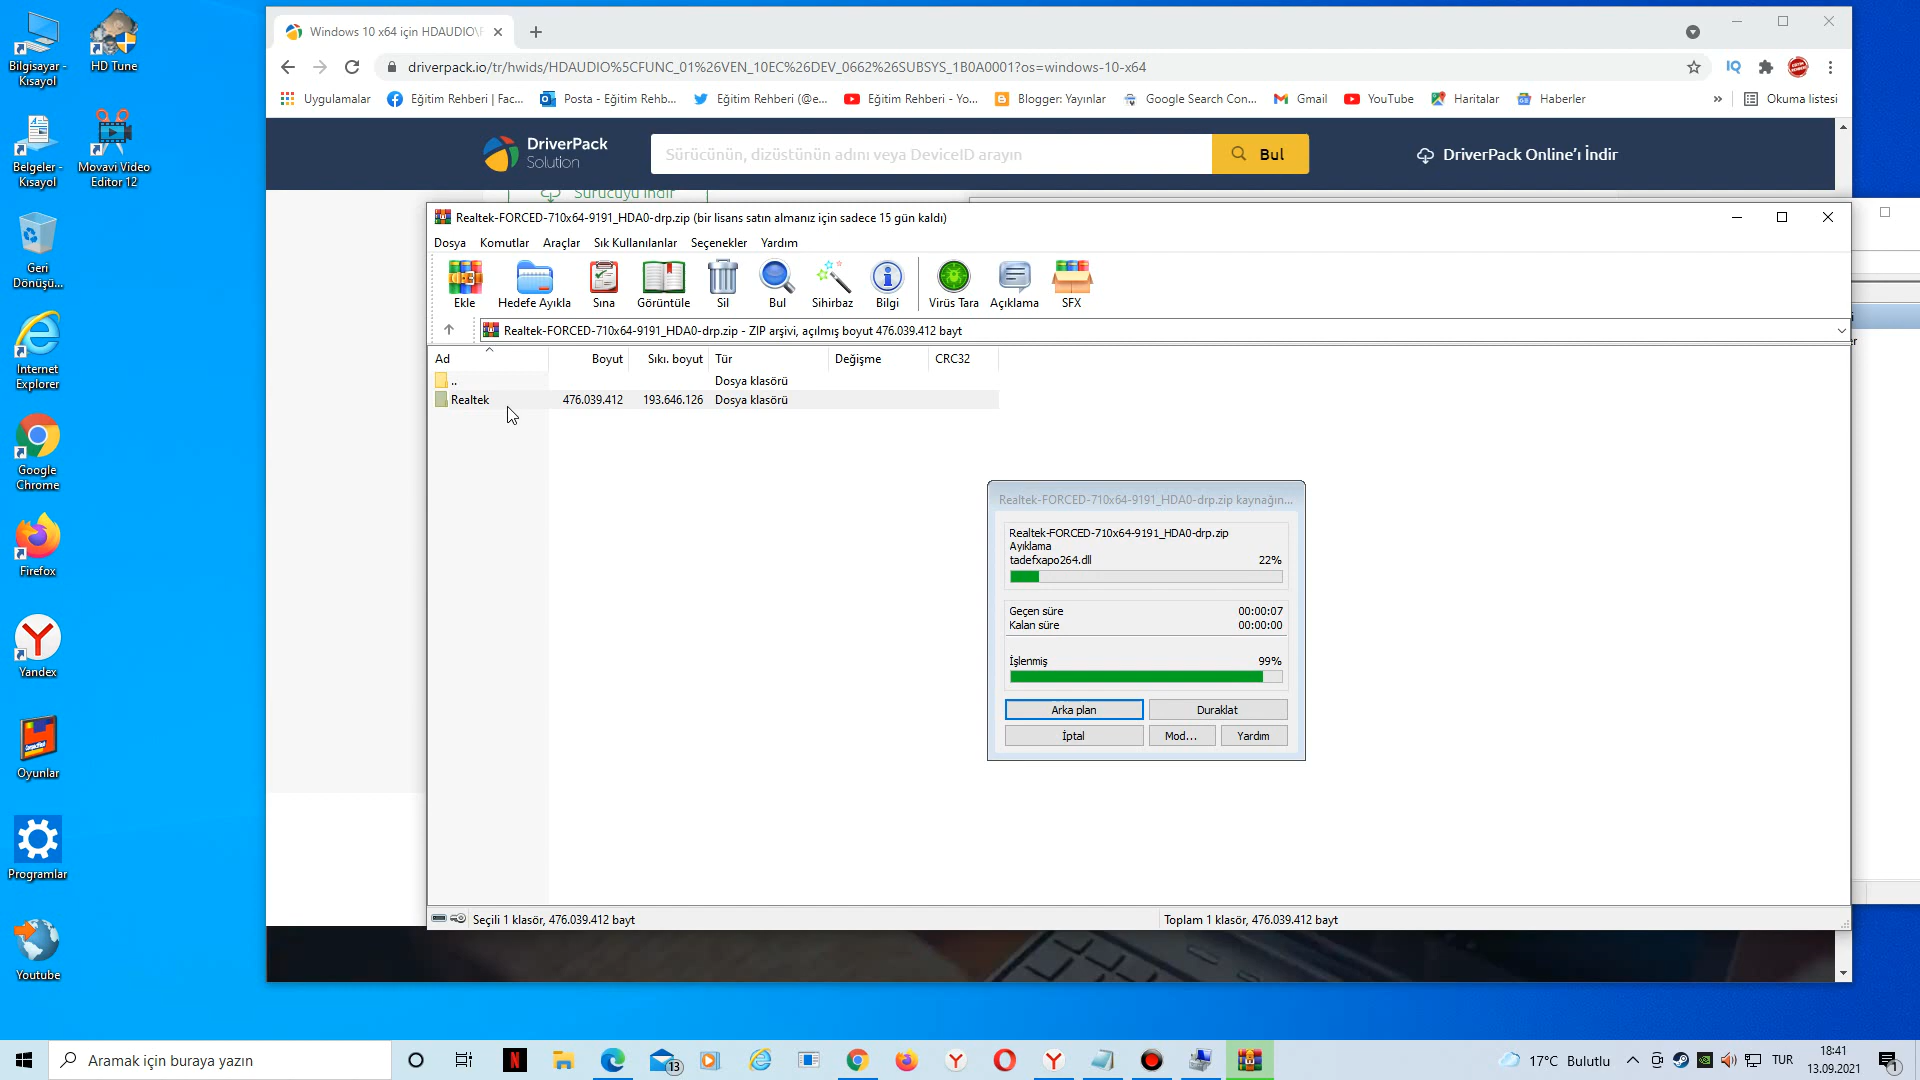 Bilgisayar - Kısayol
HD Tune
Belgeler - Kısayol
Movavi Video Editor 12
Geri Dönüşü...
Internet Explorer
Google Chrome
Firefox
Yandex
Oyunlar
Programlar
Youtube
Windows 10 x64 için HDAUDIO\F
driverpack.io/tr/hwids/HDAUDIO%5CFUNC_01%26VEN_10EC%26DEV_0662%26SUBSYS_1B0A0001?os=windows-10-x64
IQ
Uygulamalar
Eğitim Rehberi | Fac...
Posta - Eğitim Rehb...
Eğitim Rehberi (@e...
Eğitim Rehberi - Yo...
Blogger: Yayınlar
Google Search Con...
Gmail
YouTube
Haritalar
Haberler
»
Okuma listesi
DriverPack Solution
Sürücünün, dizüstünün adını veya DeviceID arayın
Bul
DriverPack Online'ı İndir
Sürücüyü indir
Realtek-FORCED-710x64-9191_HDA0-drp.zip (bir lisans satın almanız için sadece 15 gün kaldı)
Dosya Komutlar Araçlar Sık Kullanılanlar Seçenekler Yardım
Ekle Hedefe Ayıkla Sına Görüntüle Sil Bul Sihirbaz Bilgi Virüs Tara Açıklama SFX
Realtek-FORCED-710x64-9191_HDA0-drp.zip - ZIP arşivi, açılmış boyut 476.039.412 bayt
Ad Boyut Sıkı. boyut Tür Değişme CRC32
.. Dosya klasörü
Realtek 476.039.412 193.646.126 Dosya klasörü
Realtek-FORCED-710x64-9191_HDA0-drp.zip kaynağın...
Realtek-FORCED-710x64-9191_HDA0-drp.zip
Ayıklama
tadefxapo264.dll 22%
Geçen süre 00:00:07
Kalan süre 00:00:00
İşlenmiş 99%
Arka plan Duraklat
İptal Mod... Yardım
Seçili 1 klasör, 476.039.412 bayt
Toplam 1 klasör, 476.039.412 bayt
Aramak için buraya yazın
13
17°C Bulutlu
TUR
18:41
13.09.2021
1